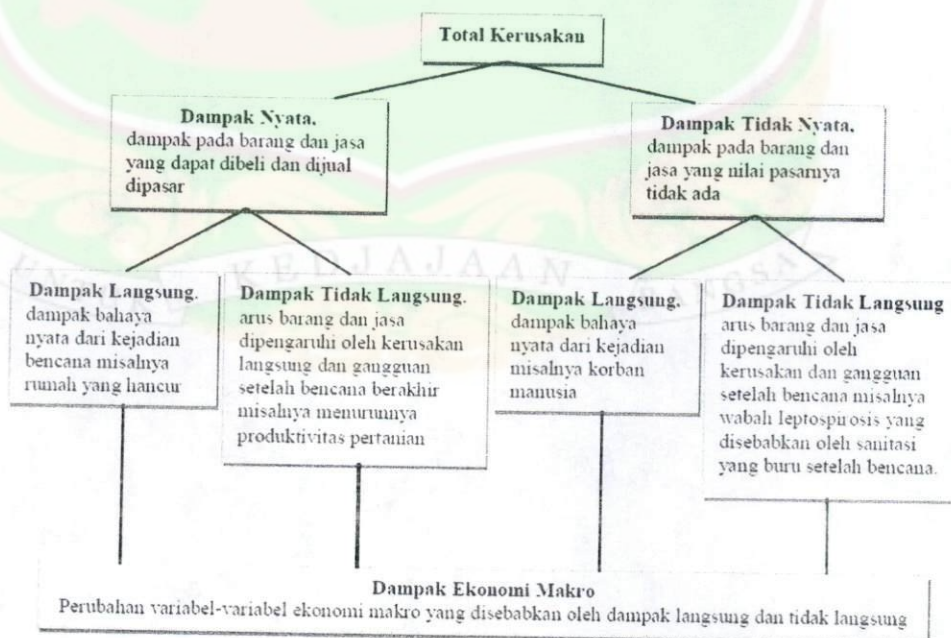 Total Kerusakan
Dampak Nyata.
dampak pada barang dan jasa
yang dapat dibeli dan dijual
dipasar
Dampak Tidak Nyata.
dampak pada barang dan
jasa yang nilai pasarnya
tidak ada
KEDJAJAAN
BANGSA
Dampak Langsung.
dampak bahaya
nyata dari kejadian
bencana misalnya
rumah yang hancur
Dampak Tidak Langsung.
arus barang dan jasa
dipengaruhi oleh kerusakan
langsung dan gangguan
setelah bencana berakhir
misalnya menurunnya
produktivitas pertanian
Dampak Langsung.
dampak bahaya
nyata dari kejadian
misalnya korban
manusia
Dampak Tidak Langsung
arus barang dan jasa
dipengaruhi oleh
kerusakan dan gangguan
setelah bencana misalnya
wabah leptospirosis yang
disebabkan oleh sanitasi
yang buru setelah bencana.
Dampak Ekonomi Makro
Perubahan variabel-variabel ekonomi makro yang disebabkan oleh dampak langsung dan tidak langsung